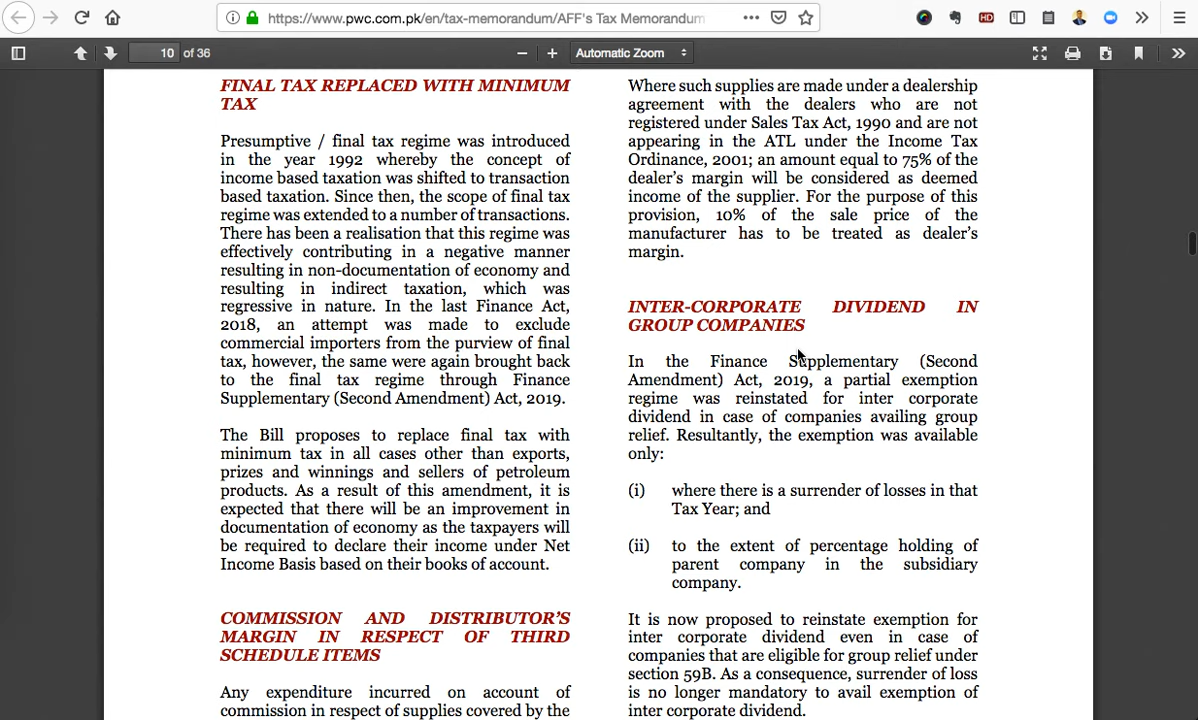 https://www.pwc.com.pk/en/tax-memorandum/AFF's Tax Memorandum
HD
10 of 36
Automatic Zoom
FINAL TAX REPLACED WITH MINIMUM
TAX
Presumptive / final tax regime was introduced
in the year 1992 whereby the concept of
income based taxation was shifted to transaction
based taxation. Since then, the scope of final tax
regime was extended to a number of transactions.
There has been a realisation that this regime was
effectively contributing in a negative manner
resulting in non-documentation of economy and
resulting in indirect taxation, which was
regressive in nature. In the last Finance Act,
2018, an attempt was made to exclude
commercial importers from the purview of final
tax, however, the same were again brought back
to the final tax regime through Finance
Supplementary (Second Amendment) Act, 2019.
The Bill proposes to replace final tax with
minimum tax in all cases other than exports,
prizes and winnings and sellers of petroleum
products. As a result of this amendment, it is
expected that there will be an improvement in
documentation of economy as the taxpayers will
be required to declare their income under Net
Income Basis based on their books of account.
COMMISSION AND DISTRIBUTOR'S
MARGIN IN RESPECT OF THIRD
SCHEDULE ITEMS
Any expenditure incurred on account of
commission in respect of supplies covered by the
Where such supplies are made under a dealership
agreement with the dealers who are not
registered under Sales Tax Act, 1990 and are not
appearing in the ATL under the Income Tax
Ordinance, 2001; an amount equal to 75% of the
dealer's margin will be considered as deemed
income of the supplier. For the purpose of this
provision, 10% of the sale price of the
manufacturer has to be treated as dealer's
margin.
INTER-CORPORATE DIVIDEND IN
GROUP COMPANIES
In the Finance Supplementary (Second
Amendment) Act, 2019, a partial exemption
regime was reinstated for inter corporate
dividend in case of companies availing group
relief. Resultantly, the exemption was available
only:
(i) where there is a surrender of losses in that
Tax Year; and
(ii) to the extent of percentage holding of
parent company in the subsidiary
company.
It is now proposed to reinstate exemption for
inter corporate dividend even in case of
companies that are eligible for group relief under
section 59B. As a consequence, surrender of loss
is no longer mandatory to avail exemption of
inter corporate dividend.